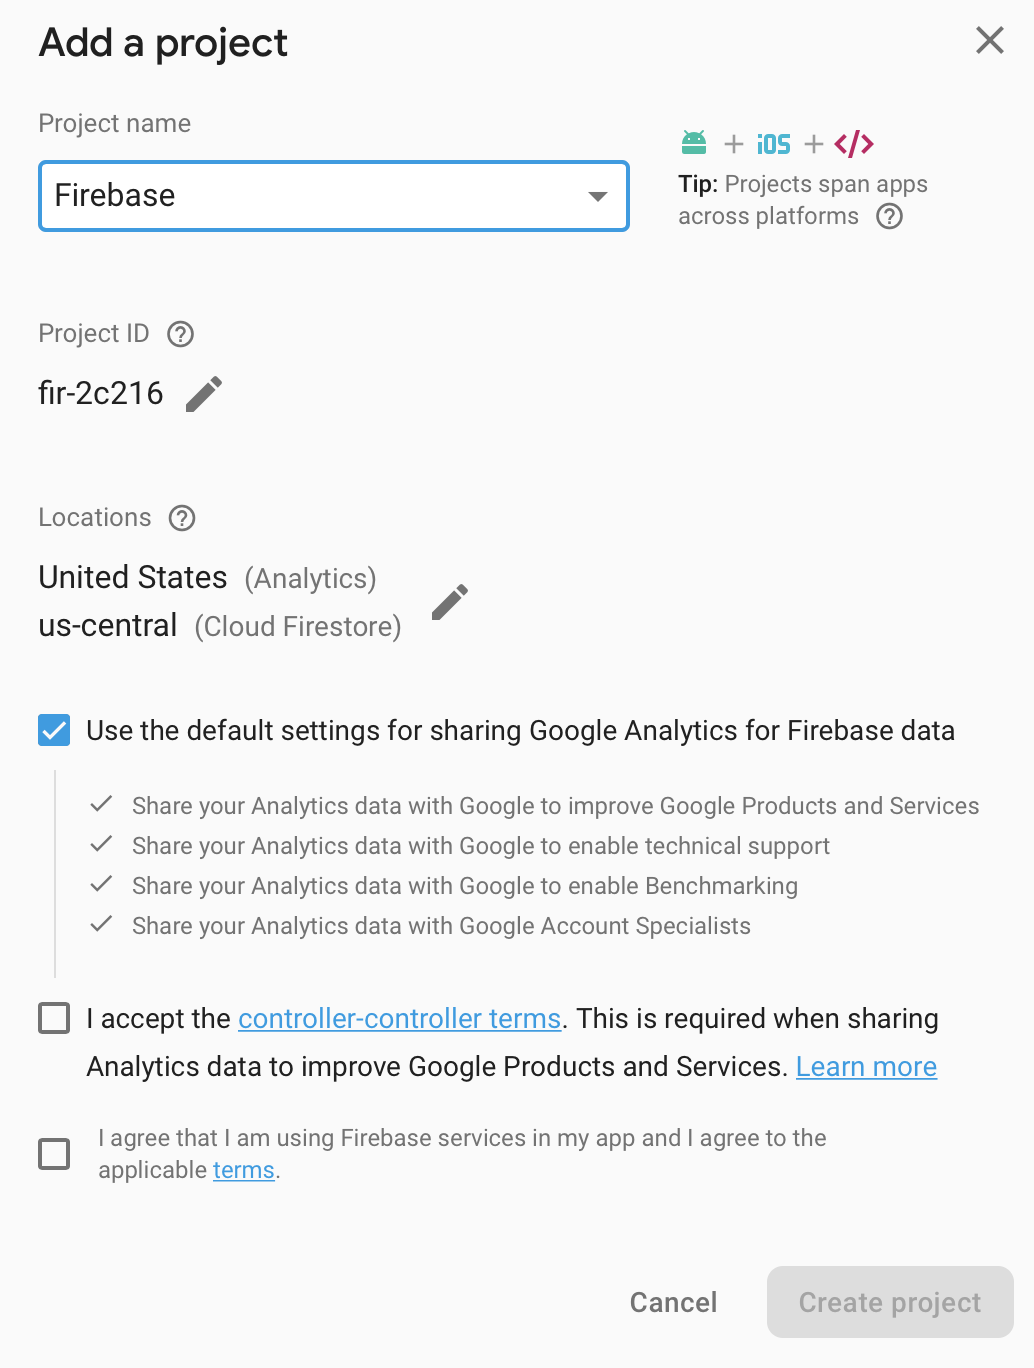 Add a project
Project name
Firebase
+ iOS + </>
Tip: Projects span apps
across platforms ?
Project ID ?
fir-2c216
Locations ?
United States (Analytics)
us-central (Cloud Firestore)
Use the default settings for sharing Google Analytics for Firebase data
Share your Analytics data with Google to improve Google Products and Services
Share your Analytics data with Google to enable technical support
Share your Analytics data with Google to enable Benchmarking
Share your Analytics data with Google Account Specialists
I accept the controller-controller terms. This is required when sharing
Analytics data to improve Google Products and Services. Learn more
I agree that I am using Firebase services in my app and I agree to the
applicable terms.
Cancel
Create project